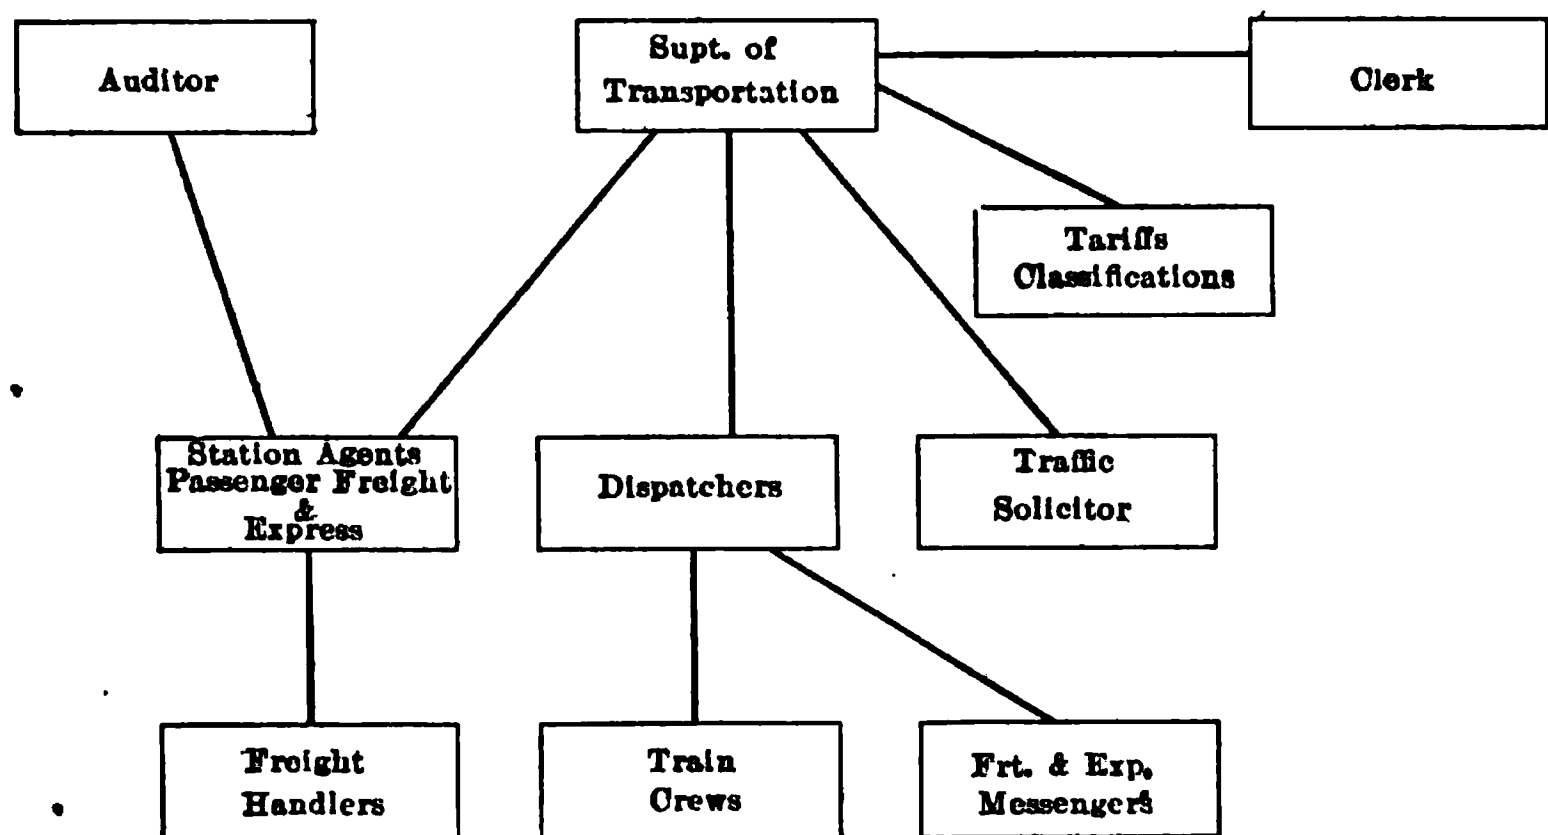 Auditor
Supt. of
Transportation
Clerk
Tariffs
Classifications
Station Agents
Passenger Freight
&
Express
Dispatchers
Traffic
Solicitor
Freight
Handlers
Train
Crews
Frt. & Exp.
Messengers